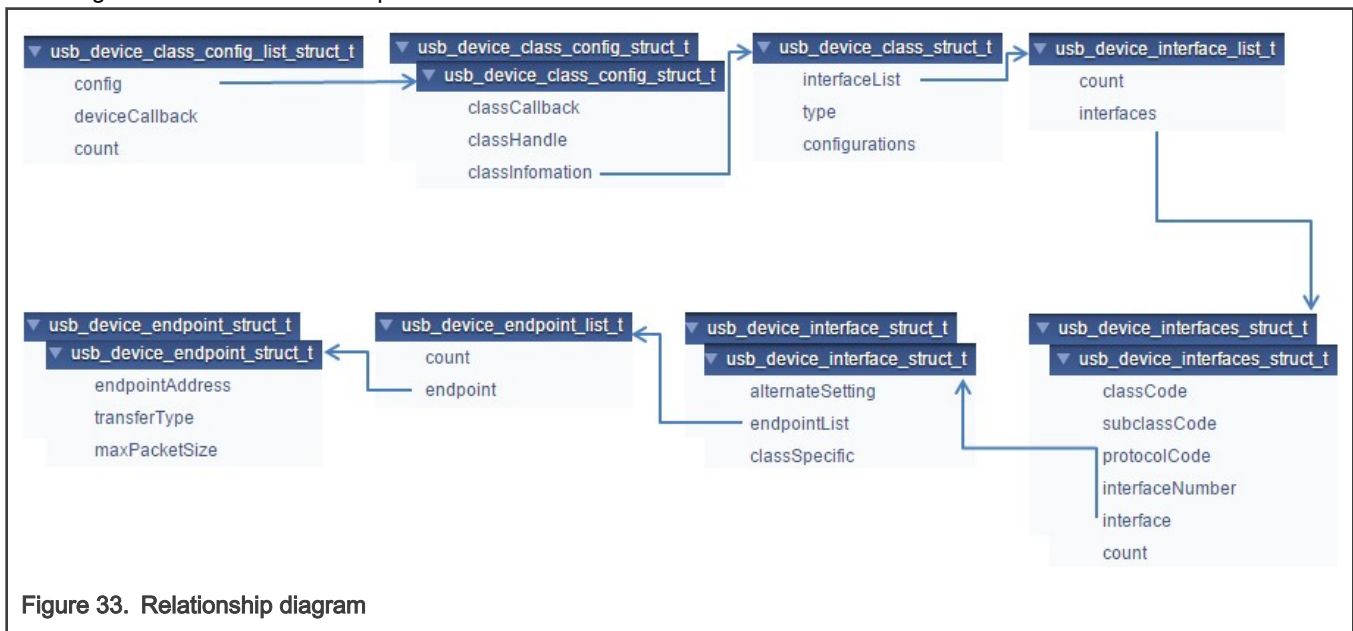 usb_device_class_config_list_struct_t
config
deviceCallback
count
usb_device_class_config_struct_t
usb_device_class_config_struct_t
classCallback
classHandle
classInfomation
usb_device_class_struct_t
interfaceList
type
configurations
usb_device_interface_list_t
count
interfaces
usb_device_endpoint_struct_t
usb_device_endpoint_struct_t
endpointAddress
transferType
maxPacketSize
usb_device_endpoint_list_t
count
endpoint
usb_device_interface_struct_t
usb_device_interface_struct_t
alternateSetting
endpointList
classSpecific
usb_device_interfaces_struct_t
usb_device_interfaces_struct_t
classCode
subclassCode
protocolCode
interfaceNumber
interface
count
Figure 33. Relationship diagram